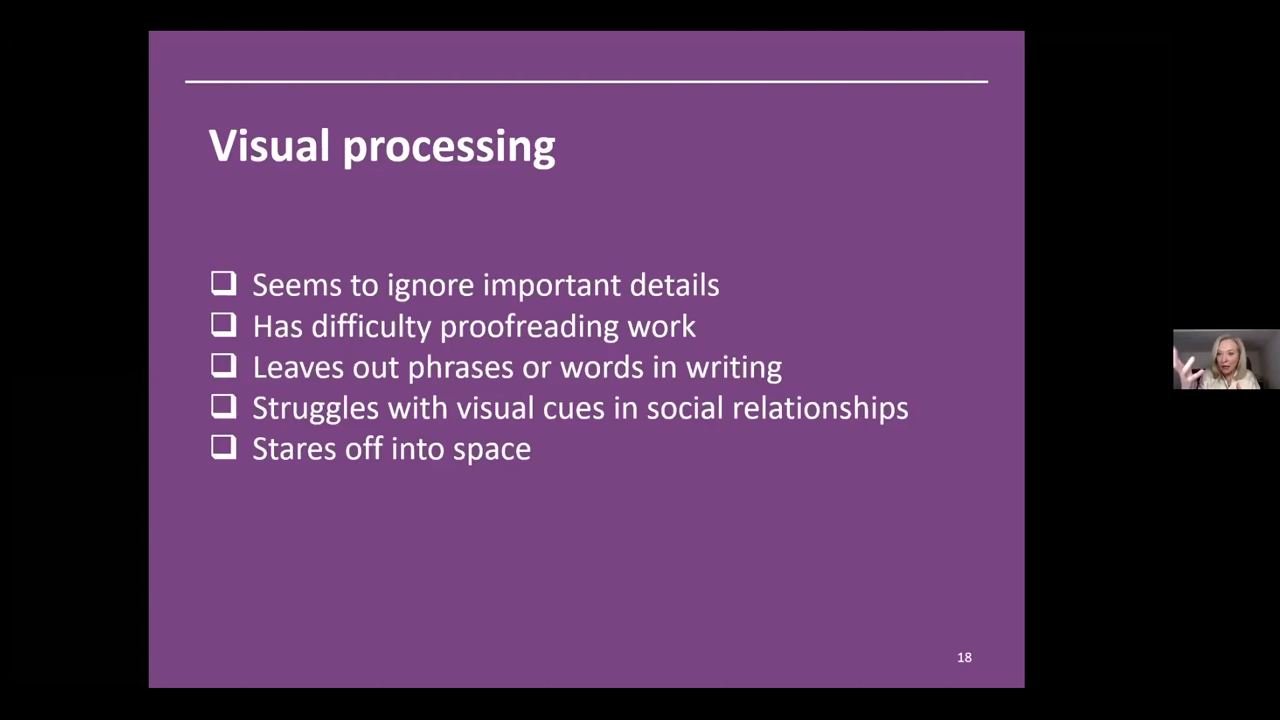 Visual processing
❑ Seems to ignore important details
❑ Has difficulty proofreading work
❑ Leaves out phrases or words in writing
❑ Struggles with visual cues in social relationships
❑ Stares off into space
18